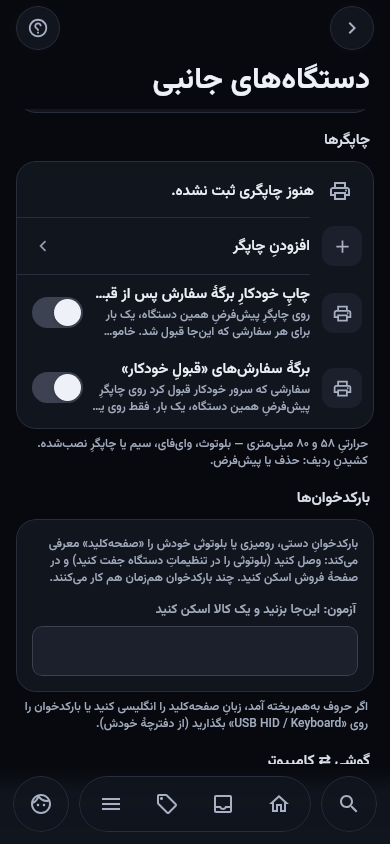 دستگاه‌های جانبی
چاپگرها
هنوز چاپگری ثبت نشده.
افزودنِ چاپگر
چاپِ خودکارِ برگهٔ سفارش پس از قب…
روی چاپگرِ پیش‌فرضِ همین دستگاه، یک بار
برای هر سفارشی که این‌جا قبول شد. خامو…
برگهٔ سفارش‌های «قبولِ خودکار»
سفارشی که سرور خودکار قبول کرد روی چاپگرِ
پیش‌فرضِ همین دستگاه، یک بار. فقط روی یـ…
حرارتیِ ۵۸ و ۸۰ میلی‌متری — بلوتوث، وای‌فای، سیم یا چاپگرِ نصب‌شده.
کشیدنِ ردیف: حذف یا پیش‌فرض.
بارکدخوان‌ها
بارکدخوانِ دستی، رومیزی یا بلوتوثی خودش را «صفحه‌کلید» معرفی
می‌کند: وصل کنید (بلوتوثی را در تنظیماتِ دستگاه جفت کنید) و در
صفحهٔ فروش اسکن کنید. چند بارکدخوان هم‌زمان هم کار می‌کنند.
آزمون: این‌جا بزنید و یک کالا اسکن کنید
اگر حروف به‌هم‌ریخته آمد، زبانِ صفحه‌کلید را انگلیسی کنید یا بارکدخوان را
روی «USB HID / Keyboard» بگذارید (از دفترچهٔ خودش).
گوشی ⇄ کامپیوتر